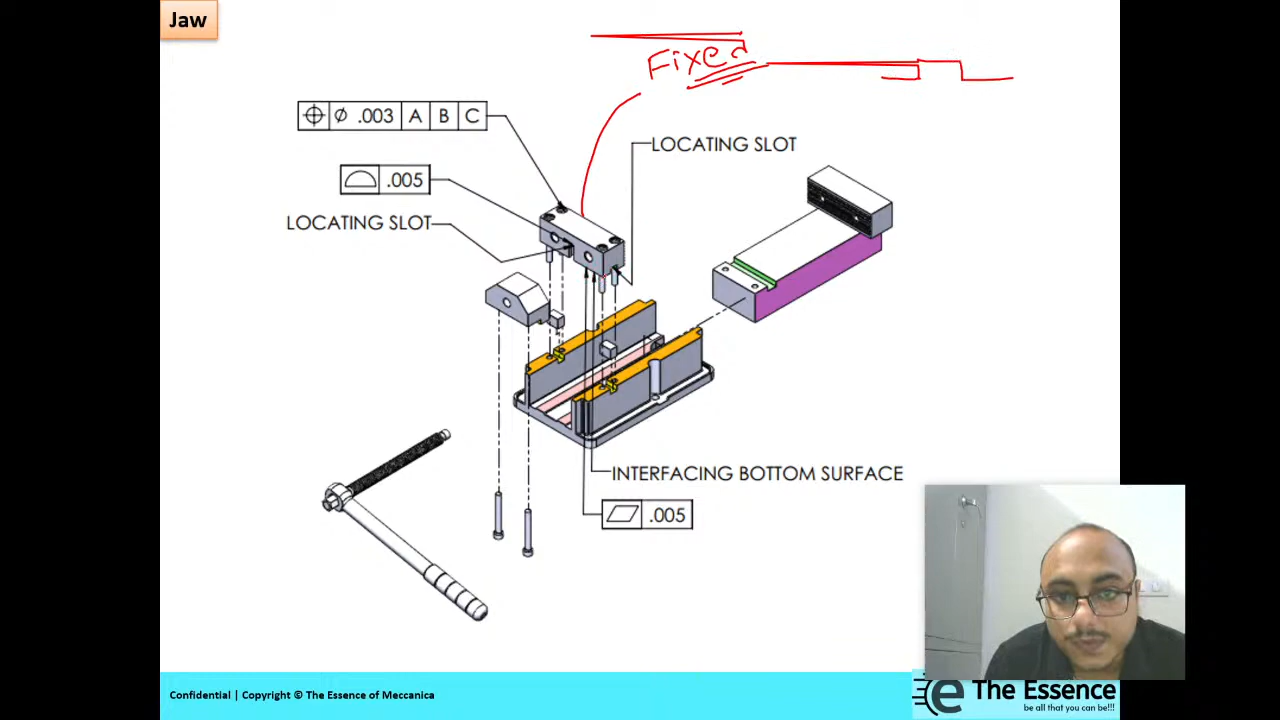 Jaw
Fixed
⌖ Ø .003 A B C
LOCATING SLOT
⌓ .005
LOCATING SLOT
INTERFACING BOTTOM SURFACE
⏥ .005
Confidential | Copyright © The Essence of Meccanica
e The Essence
be all that you can be!!!